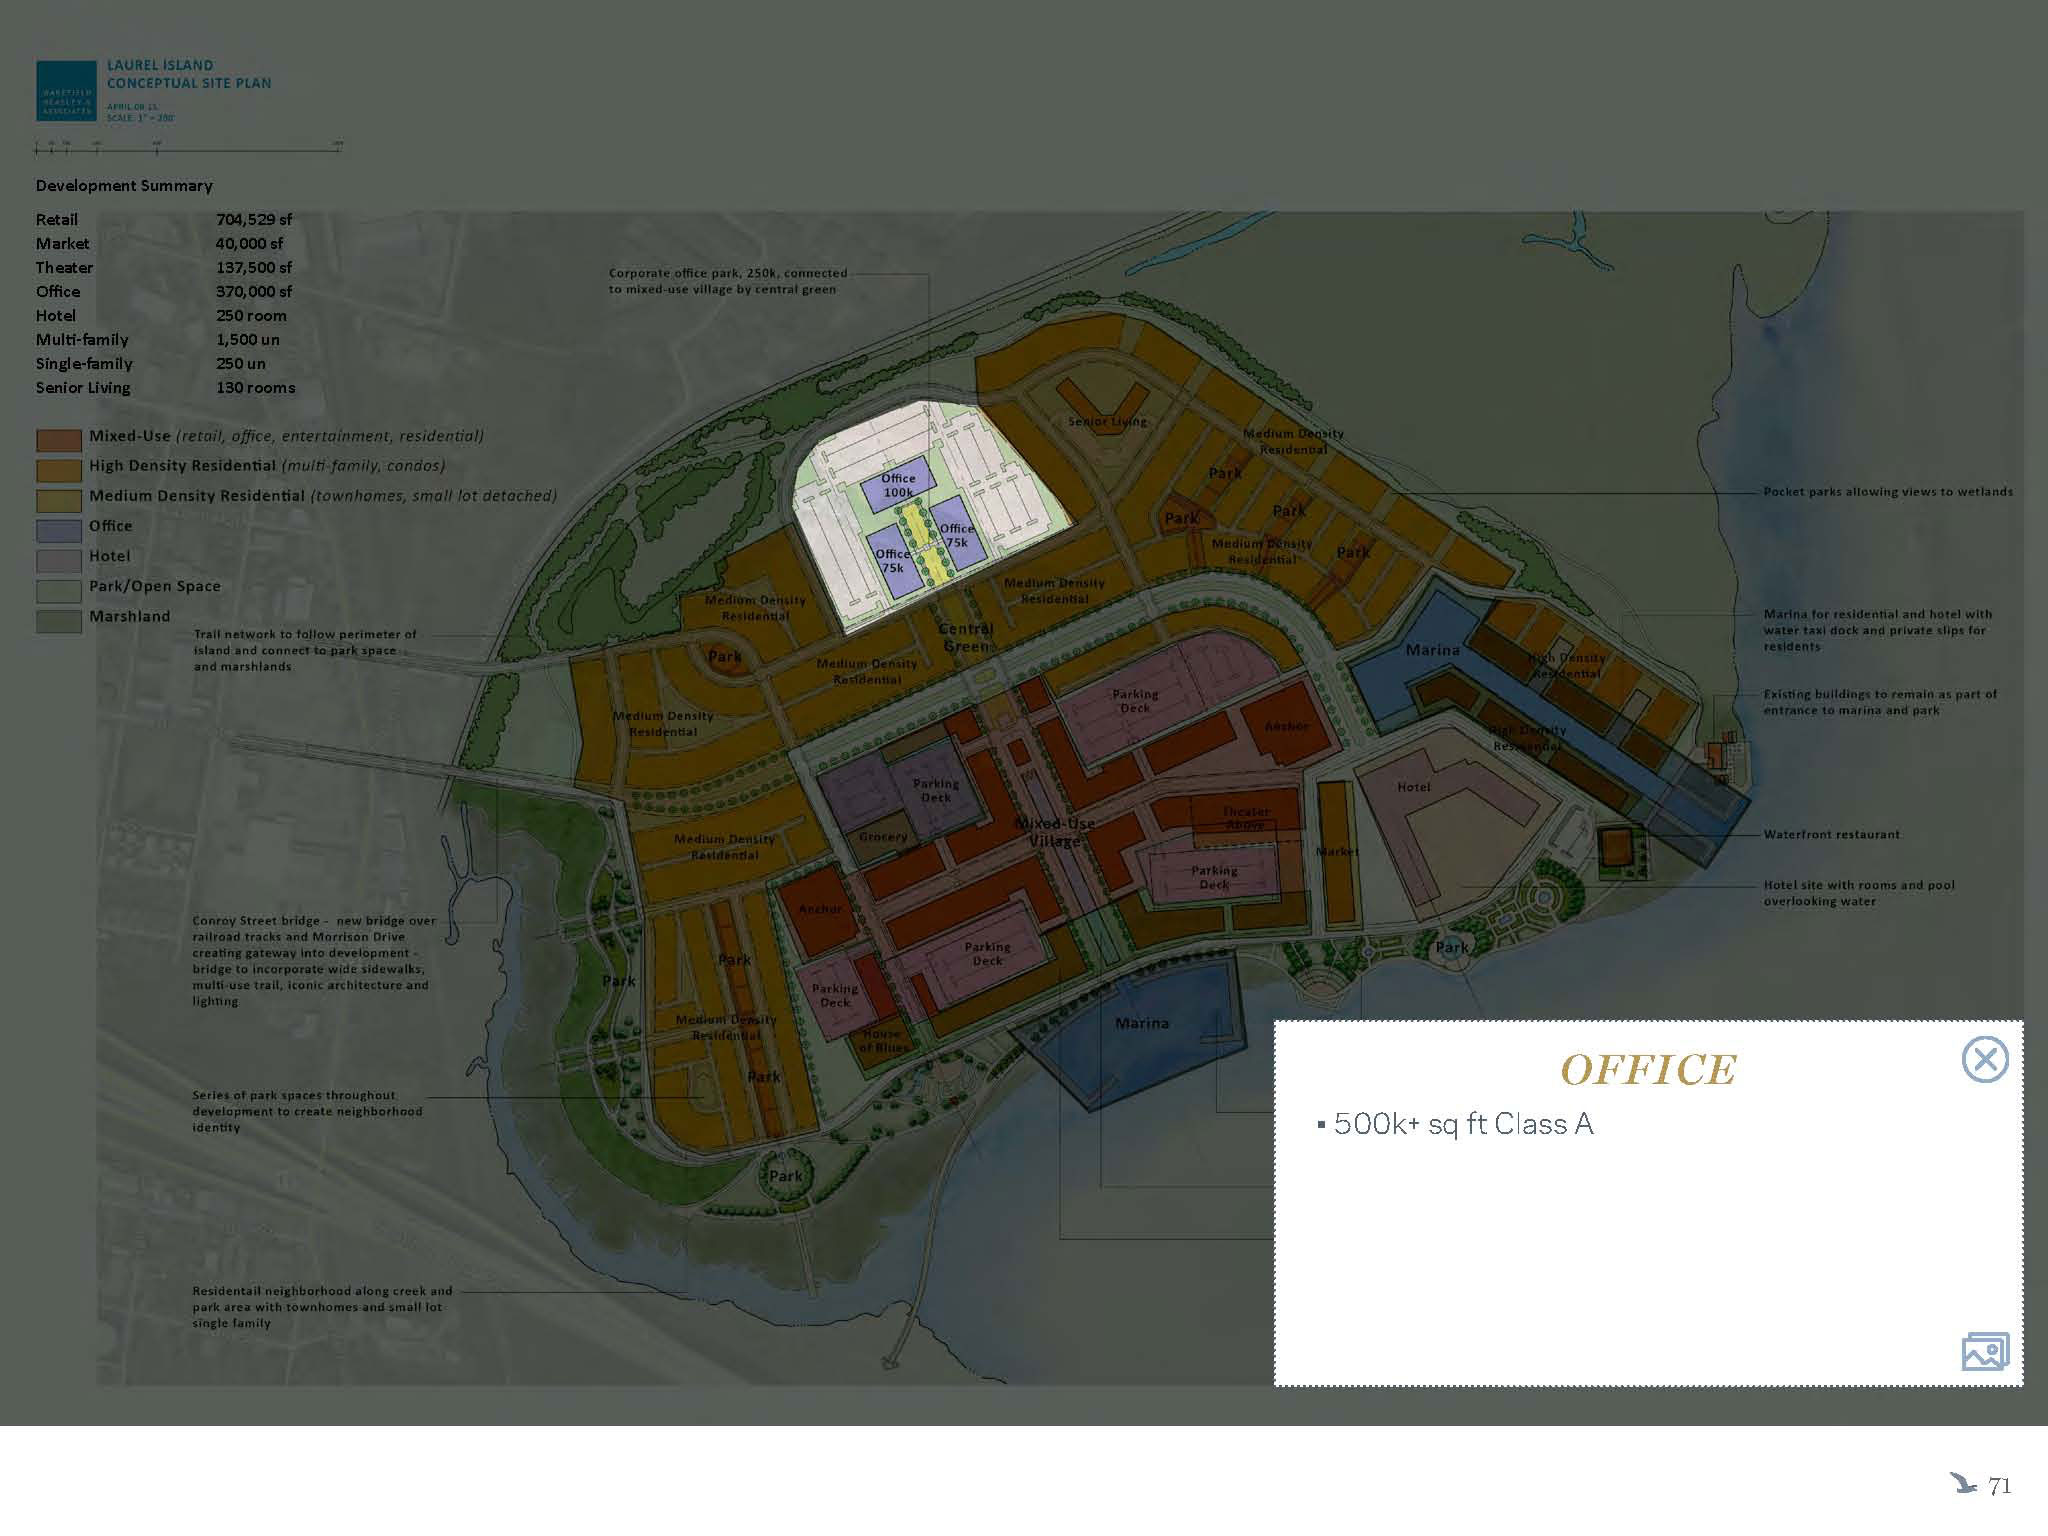 WAKEFIELD
BEASLEY &
ASSOCIATES
LAUREL ISLAND
CONCEPTUAL SITE PLAN
APRIL 08 13
SCALE: 1" = 200'
Development Summary
Retail 704,529 sf
Market 40,000 sf
Theater 137,500 sf
Office 370,000 sf
Hotel 250 room
Multi-family 1,500 un
Single-family 250 un
Senior Living 130 rooms
Mixed-Use (retail, office, entertainment, residential)
High Density Residential (multi-family, condos)
Medium Density Residential (townhomes, small lot detached)
Office
Hotel
Park/Open Space
Marshland
Corporate office park, 250k, connected
to mixed-use village by central green
Trail network to follow perimeter of
island and connect to park space
and marshlands
Conroy Street bridge - new bridge over
railroad tracks and Morrison Drive
creating gateway into development -
bridge to incorporate wide sidewalks,
multi-use trail, iconic architecture and
lighting
Series of park spaces throughout
development to create neighborhood
identity
Residentail neighborhood along creek and
park area with townhomes and small lot
single family
Pocket parks allowing views to wetlands
Marina for residential and hotel with
water taxi dock and private slips for
residents
Existing buildings to remain as part of
entrance to marina and park
Waterfront restaurant
Hotel site with rooms and pool
overlooking water
Senior Living
Medium Density
Residential
Park
Park
Park
Park
Medium Density
Residential
Office
100k
Office
75k
Office
75k
Medium Density
Residential
Medium Density
Residential
Central
Green
Park
Medium Density
Residential
Medium Density
Residential
Marina
High Density
Residential
High Density
Residential
Parking
Deck
Anchor
Parking
Deck
Grocery
Mixed-Use
Village
Theater
Above
Hotel
Market
Parking
Deck
Medium Density
Residential
Anchor
Parking
Deck
Park
Park
Park
Parking
Deck
Medium Density
Residential
House
of Blues
Marina
Park
Park
OFFICE
▪ 500k+ sq ft Class A
71